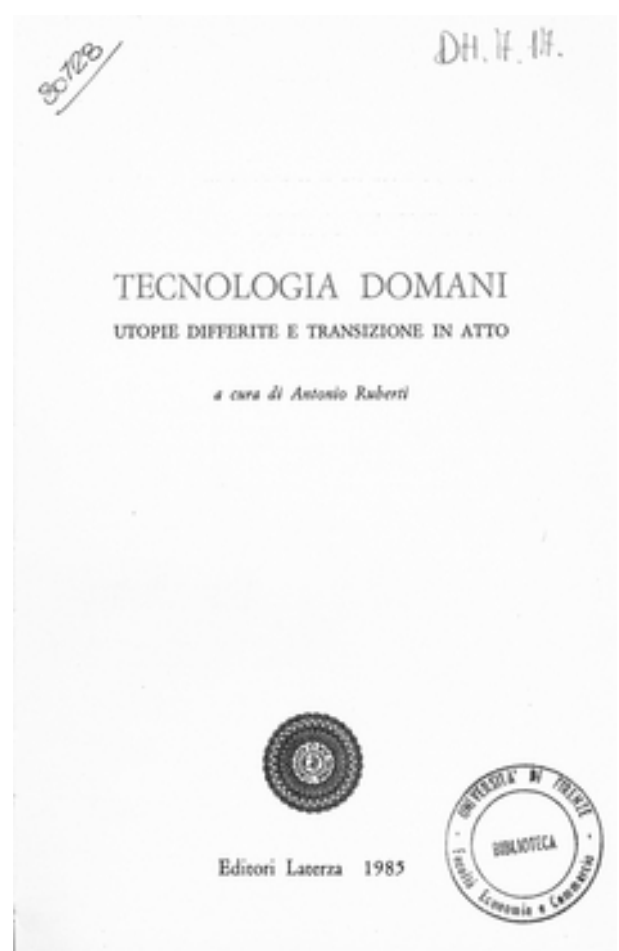 30728
DH. 17. 17.
TECNOLOGIA DOMANI
UTOPIE DIFFERITE E TRANSIZIONE IN ATTO
a cura di Antonio Ruberti
Editori Laterza 1985
UNIVERSITA' DI FIRENZE
BIBLIOTECA
Facoltà Economia e Commercio